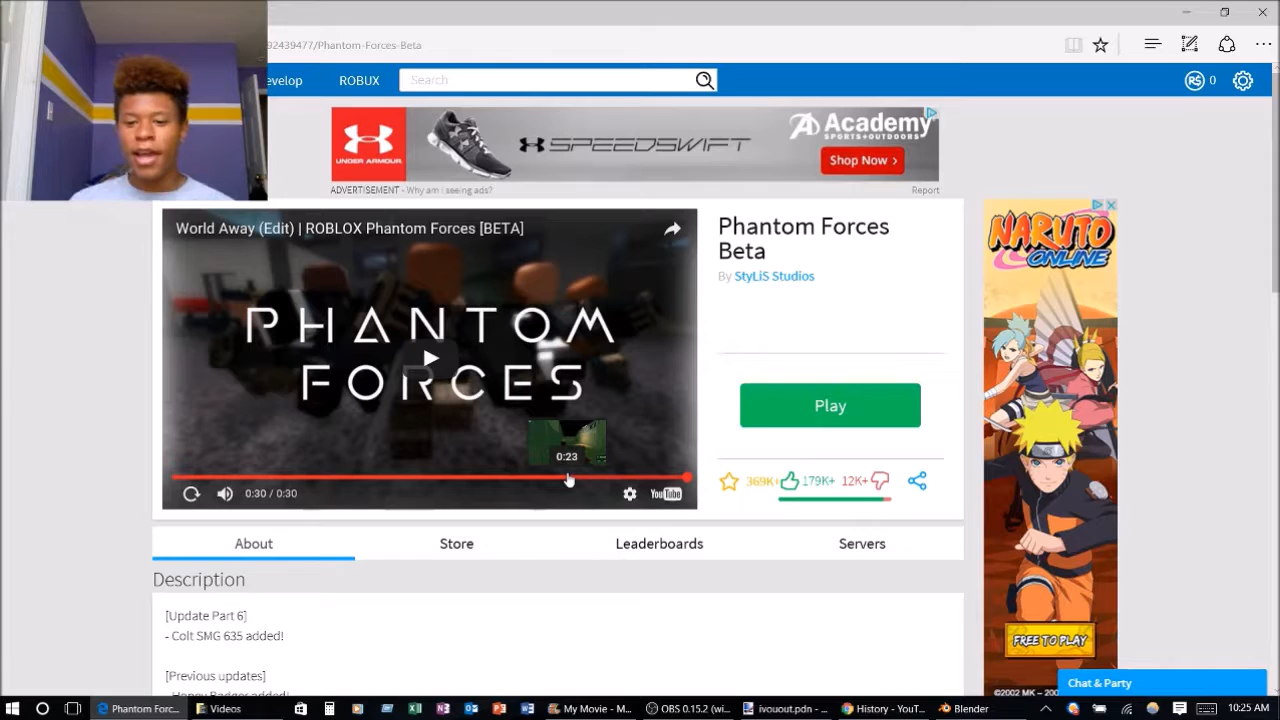 92439477/Phantom-Forces-Beta
evelop
ROBUX
Search
R$ 0
UNDER ARMOUR
SPEEDSWIFT
Academy
SPORTS+OUTDOORS
Shop Now >
ADVERTISEMENT - Why am I seeing ads?
Report
World Away (Edit) | ROBLOX Phantom Forces [BETA]
PHANTOM
FORCES
0:23
0:30 / 0:30
YouTube
Phantom Forces
Beta
By StyLiS Studios
Play
369K+
179K+
12K+
NARUTO
ONLINE
FREE TO PLAY
About
Store
Leaderboards
Servers
Description
[Update Part 6]
- Colt SMG 635 added!
[Previous updates]
- Honey Badger added!
Chat & Party
Phantom Forc...
Videos
My Movie - M...
OBS 0.15.2 (win...
ivouout.pdn - ...
History - YouT...
Blender
10:25 AM